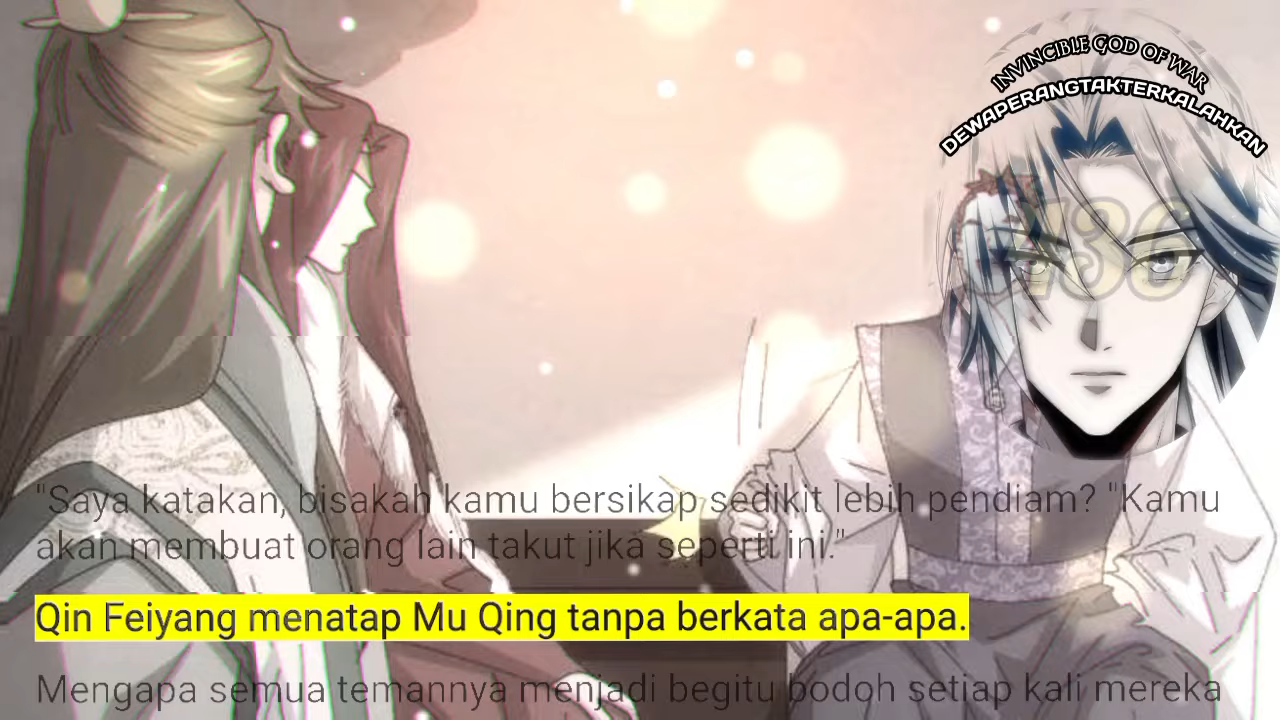 INVINCIBLE GOD OF WAR
DEWAPERANGTAKTERKALAHKAN
"Saya katakan, bisakah kamu bersikap sedikit lebih pendiam? "Kamu
akan membuat orang lain takut jika seperti ini."
Qin Feiyang menatap Mu Qing tanpa berkata apa-apa.
Mengapa semua temannya menjadi begitu bodoh setiap kali mereka